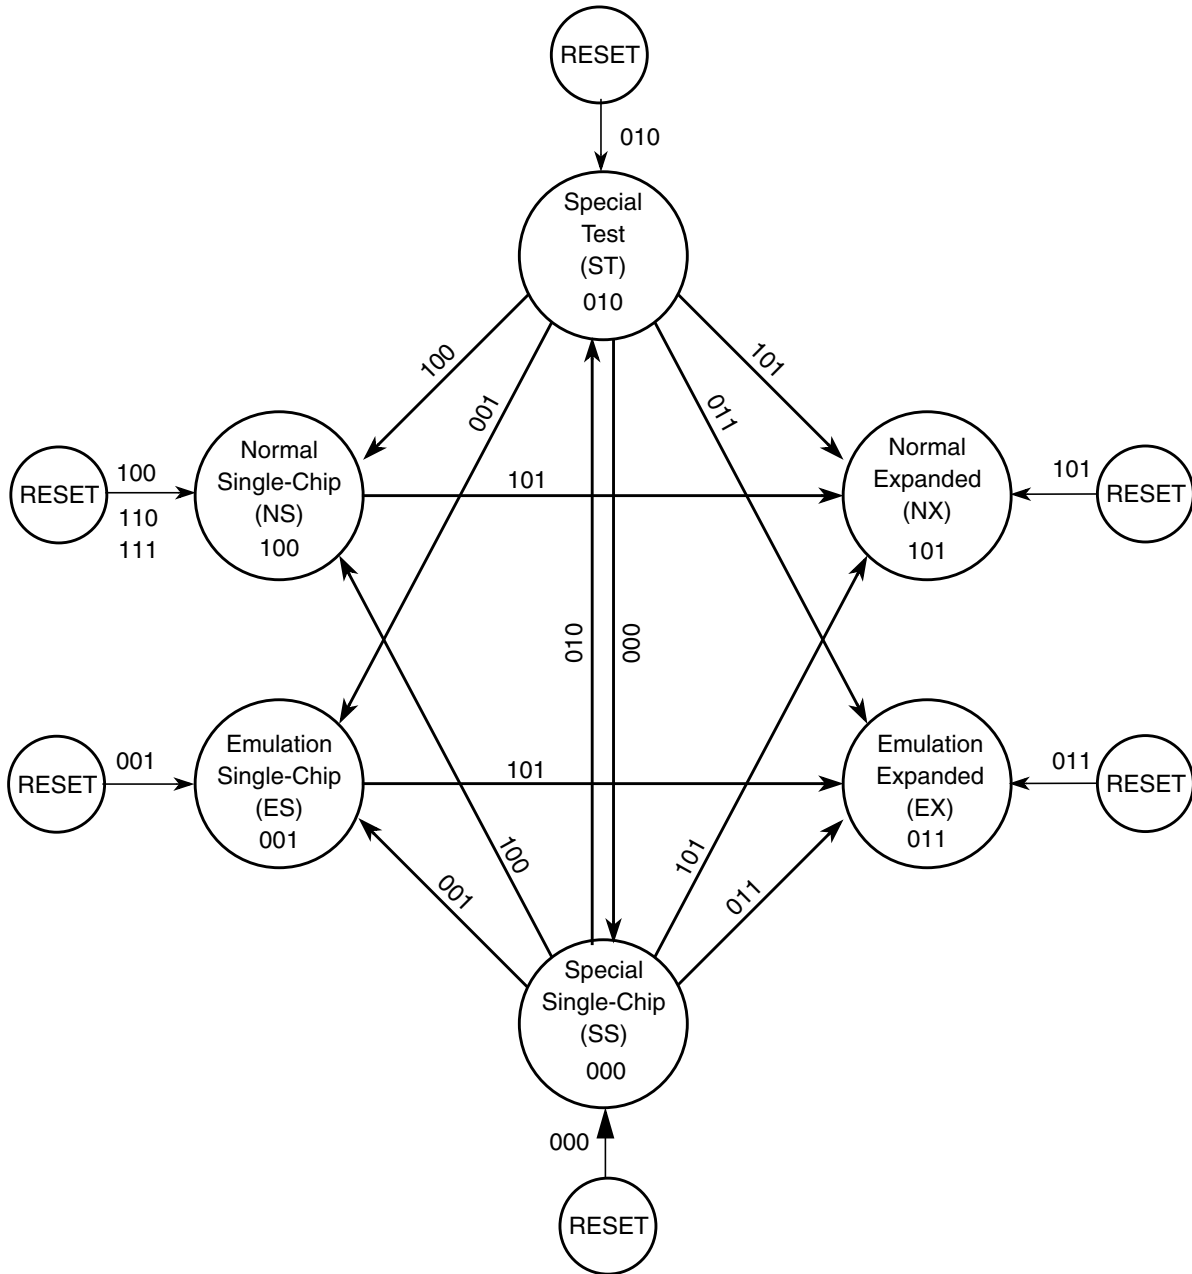 RESET
010
Special
Test
(ST)
010
100
001
101
011
Normal
Single-Chip
(NS)
100
RESET
100
110
111
101
Normal
Expanded
(NX)
101
101
RESET
010
000
RESET
001
Emulation
Single-Chip
(ES)
001
101
Emulation
Expanded
(EX)
011
011
RESET
001
100
101
011
Special
Single-Chip
(SS)
000
000
RESET